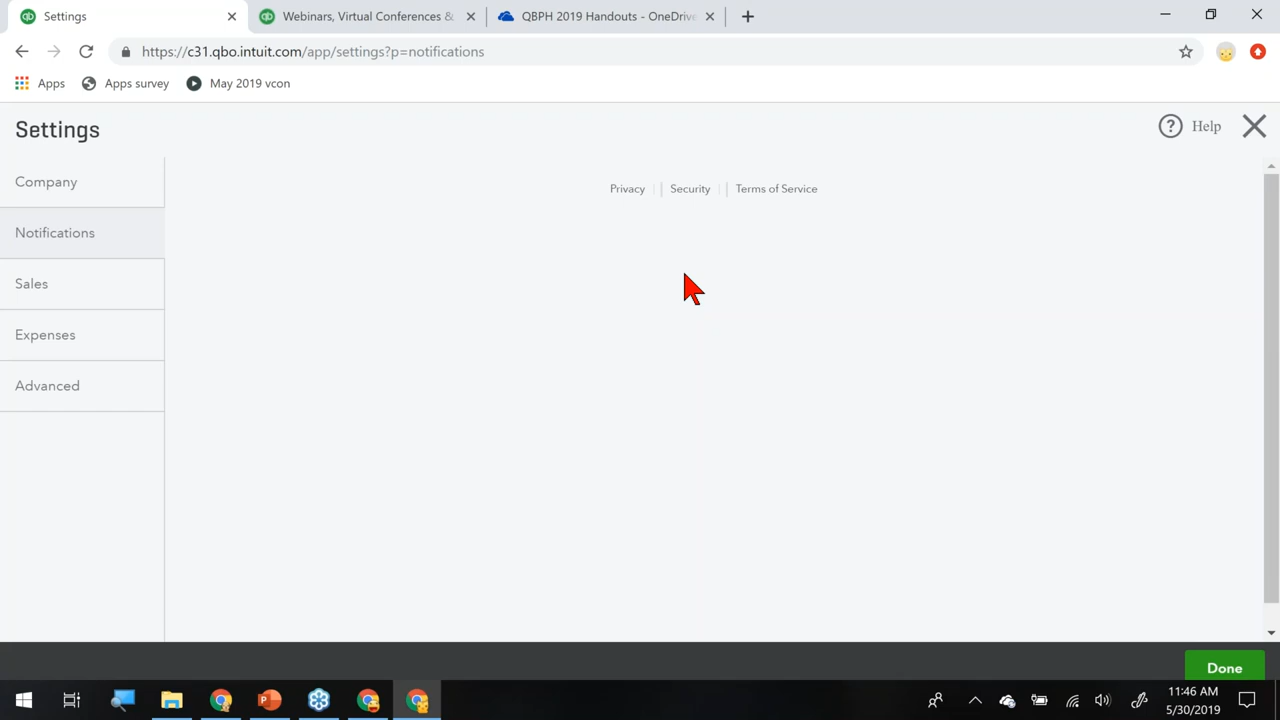 Settings
Webinars, Virtual Conferences &
QBPH 2019 Handouts - OneDrive
https://c31.qbo.intuit.com/app/settings?p=notifications
Apps
Apps survey
May 2019 vcon
Settings
? Help
Company
Privacy | Security | Terms of Service
Notifications
Sales
Expenses
Advanced
Done
11:46 AM
5/30/2019